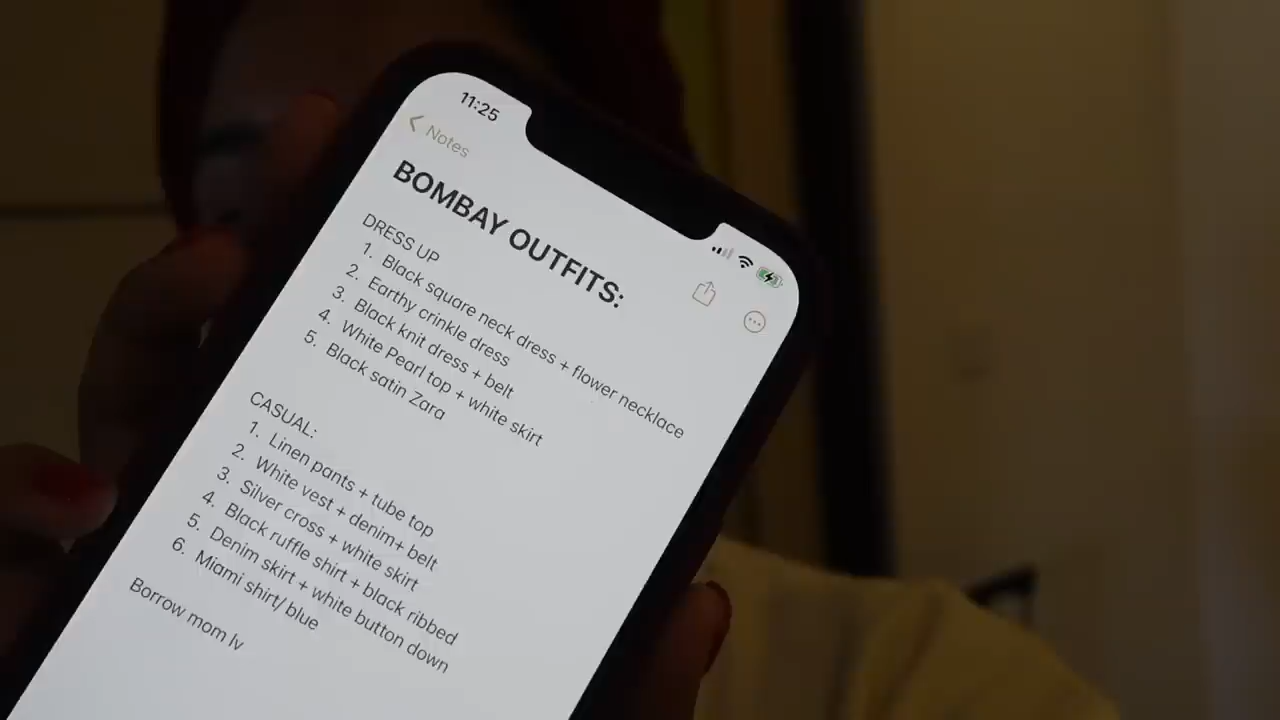 11:25
Notes
BOMBAY OUTFITS:
DRESS UP
1. Black square neck dress + flower necklace
2. Earthy crinkle dress
3. Black knit dress + belt
4. White Pearl top + white skirt
5. Black satin Zara
CASUAL:
1. Linen pants + tube top
2. White vest + denim+ belt
3. Silver cross + white skirt
4. Black ruffle shirt + black ribbed
5. Denim skirt + white button down
6. Miami shirt/ blue
Borrow mom lv